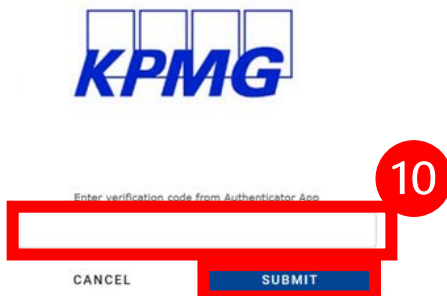 KPMG
10
Enter verification code from Authenticator App
CANCEL SUBMIT